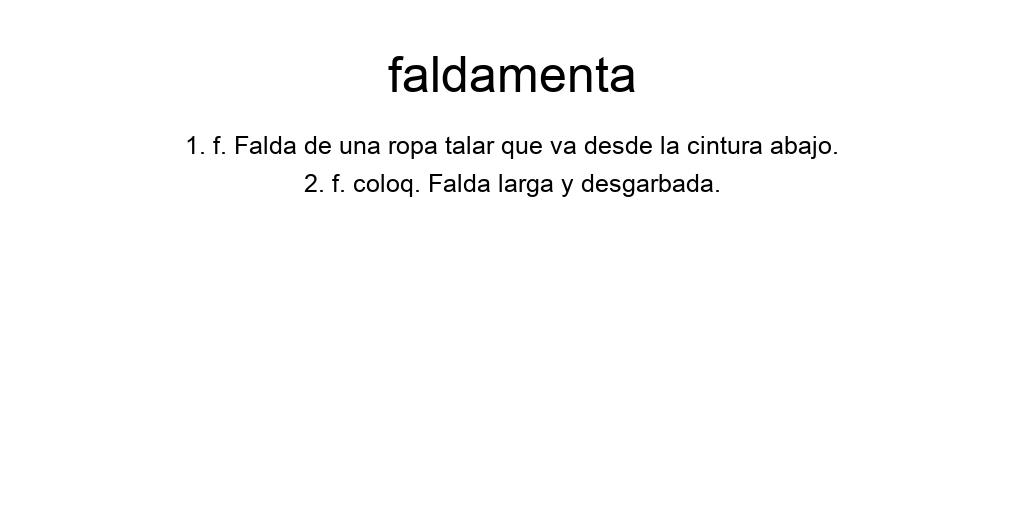 faldamenta
1. f. Falda de una ropa talar que va desde la cintura abajo.
2. f. coloq. Falda larga y desgarbada.